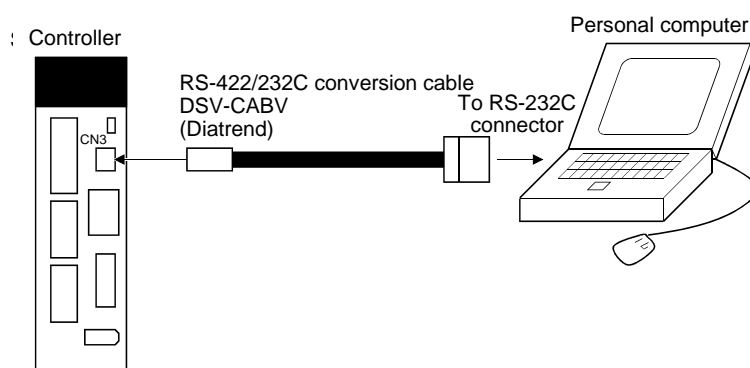 Personal computer
Controller
RS-422/232C conversion cable
DSV-CABV
(Diatrend)
To RS-232C
connector
CN3